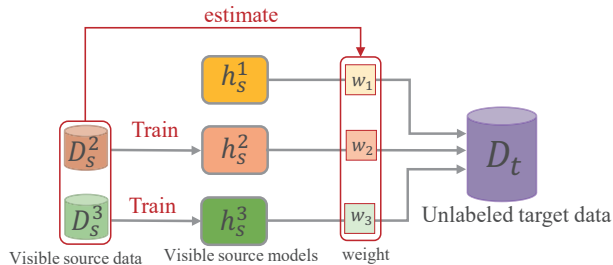 estimate
h_s^1
w_1
D_s^2
Train
h_s^2
w_2
D_t
D_s^3
Train
h_s^3
w_3
Unlabeled target data
Visible source data
Visible source models
weight